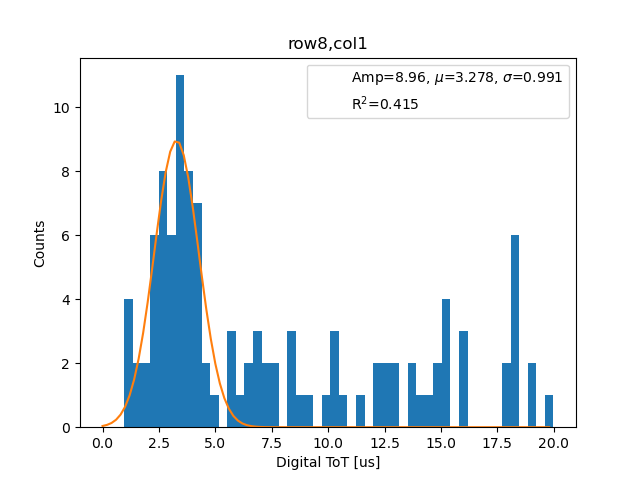 row8,col1
Amp=8.96, μ=3.278, σ=0.991
R²=0.415
Counts
10
8
6
4
2
0
0.0 2.5 5.0 7.5 10.0 12.5 15.0 17.5 20.0
Digital ToT [us]